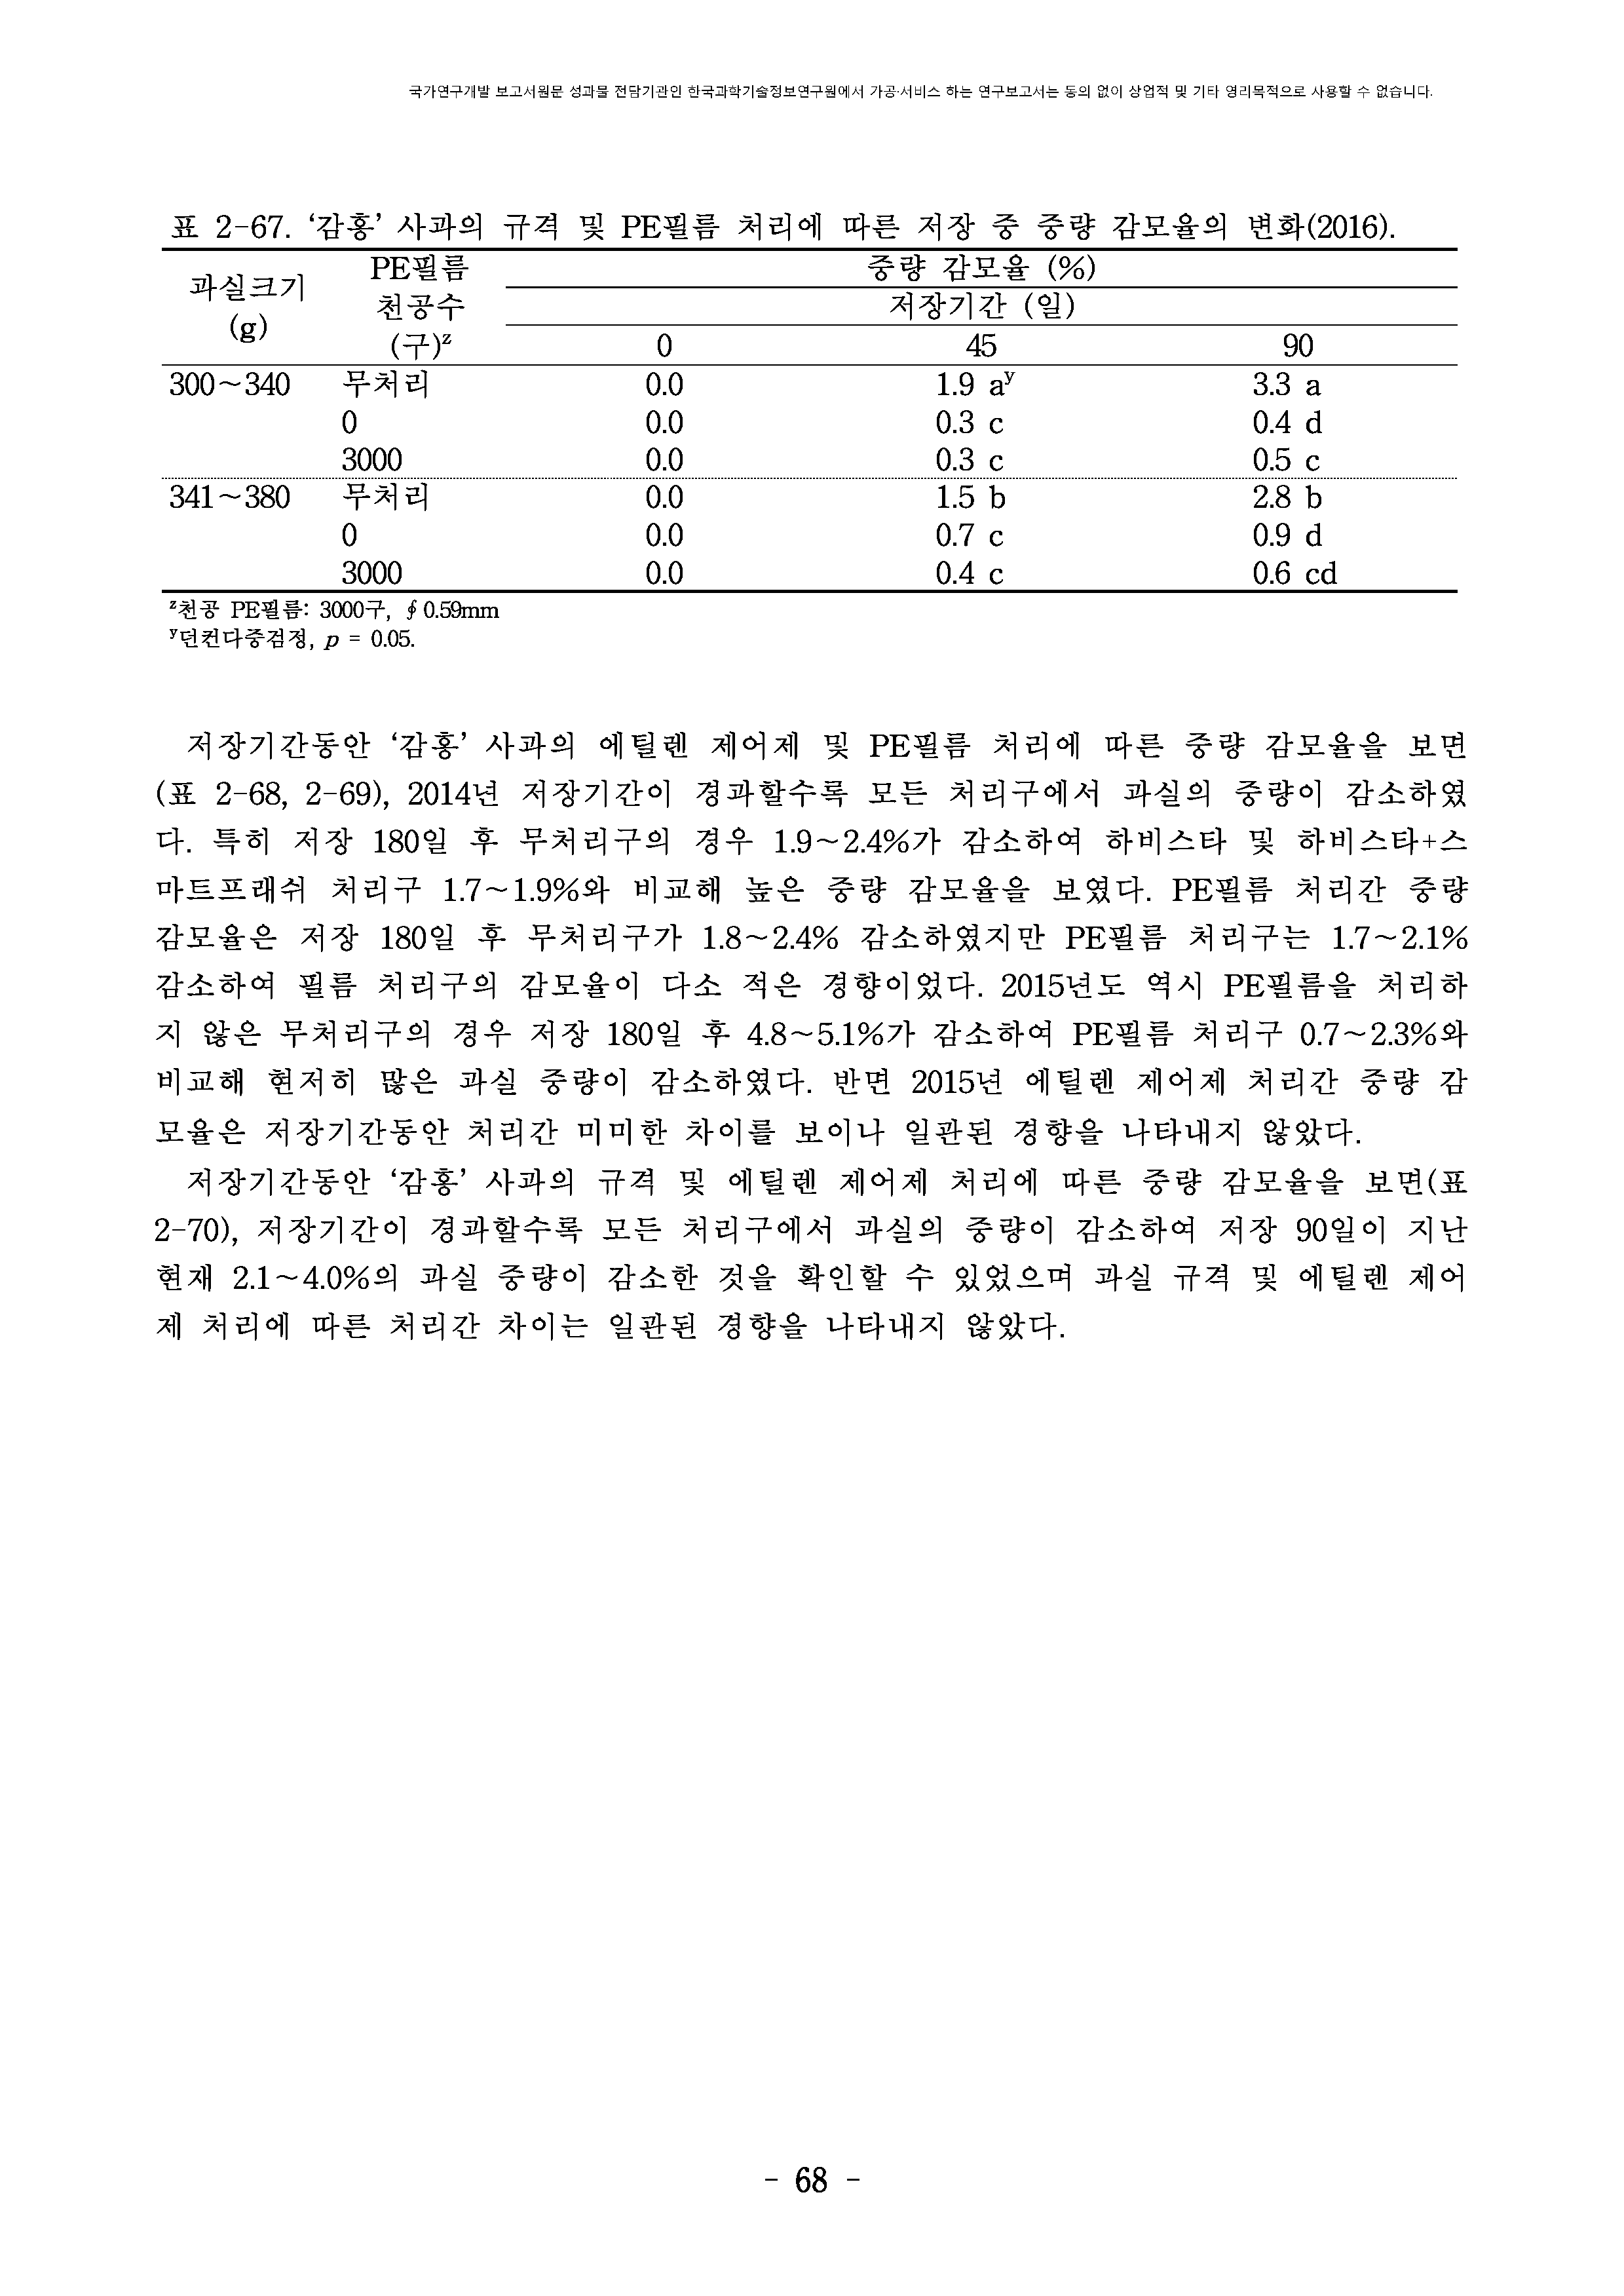 국가연구개발 보고서원문 성과물 전담기관인 한국과학기술정보연구원에서 가공·서비스 하는 연구보고서는 동의 없이 상업적 및 기타 영리목적으로 사용할 수 없습니다.
표 2-67. ‘감홍’ 사과의 규격 및 PE필름 처리에 따른 저장 중 중량 감모율의 변화(2016).
과실크기 (g) PE필름 천공수 (구)ᶻ 중량 감모율 (%)
저장기간 (일)
0 45 90
300~340 무처리 0.0 1.9 aʸ 3.3 a
0 0.0 0.3 c 0.4 d
3000 0.0 0.3 c 0.5 c
341~380 무처리 0.0 1.5 b 2.8 b
0 0.0 0.7 c 0.9 d
3000 0.0 0.4 c 0.6 cd
ᶻ천공 PE필름: 3000구, ∮0.59mm
ʸ던컨다중검정, p = 0.05.
저장기간동안 ‘감홍’ 사과의 에틸렌 제어제 및 PE필름 처리에 따른 중량 감모율을 보면
(표 2-68, 2-69), 2014년 저장기간이 경과할수록 모든 처리구에서 과실의 중량이 감소하였
다. 특히 저장 180일 후 무처리구의 경우 1.9~2.4%가 감소하여 하비스타 및 하비스타+스
마트프래쉬 처리구 1.7~1.9%와 비교해 높은 중량 감모율을 보였다. PE필름 처리간 중량
감모율은 저장 180일 후 무처리구가 1.8~2.4% 감소하였지만 PE필름 처리구는 1.7~2.1%
감소하여 필름 처리구의 감모율이 다소 적은 경향이었다. 2015년도 역시 PE필름을 처리하
지 않은 무처리구의 경우 저장 180일 후 4.8~5.1%가 감소하여 PE필름 처리구 0.7~2.3%와
비교해 현저히 많은 과실 중량이 감소하였다. 반면 2015년 에틸렌 제어제 처리간 중량 감
모율은 저장기간동안 처리간 미미한 차이를 보이나 일관된 경향을 나타내지 않았다.
저장기간동안 ‘감홍’ 사과의 규격 및 에틸렌 제어제 처리에 따른 중량 감모율을 보면(표
2-70), 저장기간이 경과할수록 모든 처리구에서 과실의 중량이 감소하여 저장 90일이 지난
현재 2.1~4.0%의 과실 중량이 감소한 것을 확인할 수 있었으며 과실 규격 및 에틸렌 제어
제 처리에 따른 처리간 차이는 일관된 경향을 나타내지 않았다.
- 68 -